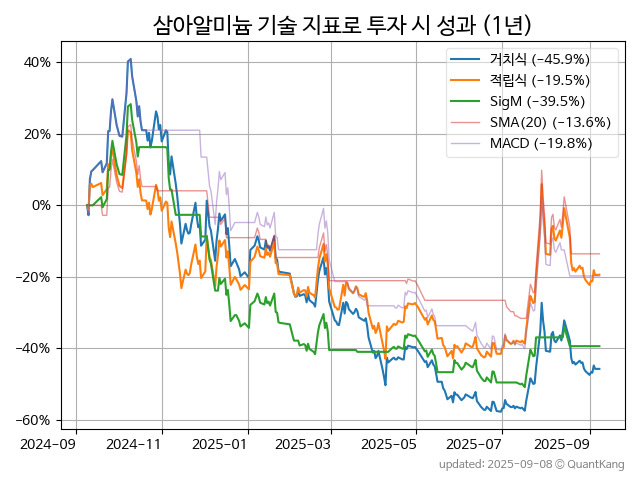 삼아알미늄 기술 지표로 투자 시 성과 (1년)
거치식 (−45.9%)
적립식 (−19.5%)
SigM (−39.5%)
SMA(20) (−13.6%)
MACD (−19.8%)
40%
20%
0%
−20%
−40%
−60%
2024-09 2024-11 2025-01 2025-03 2025-05 2025-07 2025-09
updated: 2025-09-08 © QuantKang